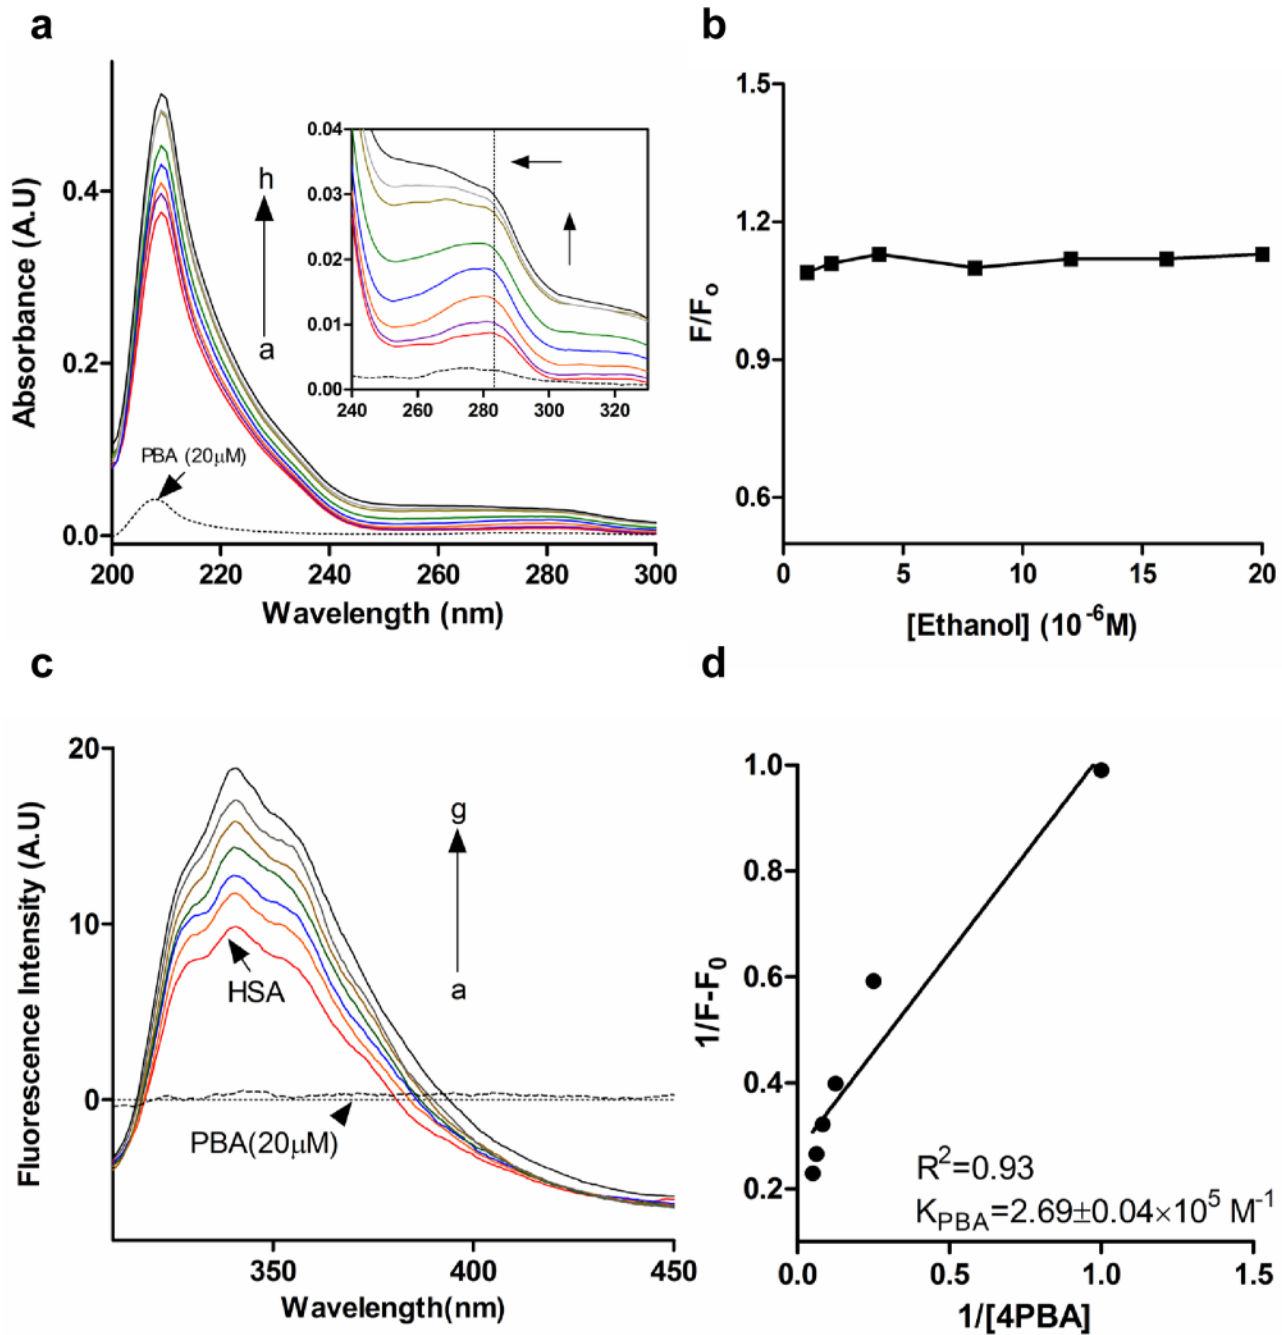 a
0.4
0.2
0.0
200
220
240
260
280
300
Absorbance (A.U)
Wavelength (nm)
h
a
PBA (20μM)
0.04
0.03
0.02
0.01
0.00
240
260
280
300
320
b
1.5
1.2
0.9
0.6
0
5
10
15
20
F/Fo
[Ethanol] (10-6M)
c
20
10
0
350
400
450
Fluorescence Intensity (A.U)
Wavelength(nm)
g
a
HSA
PBA(20μM)
d
1.0
0.8
0.6
0.4
0.2
0.0
0.5
1.0
1.5
1/F-F0
1/[4PBA]
R2=0.93
KPBA=2.69±0.04×105 M-1